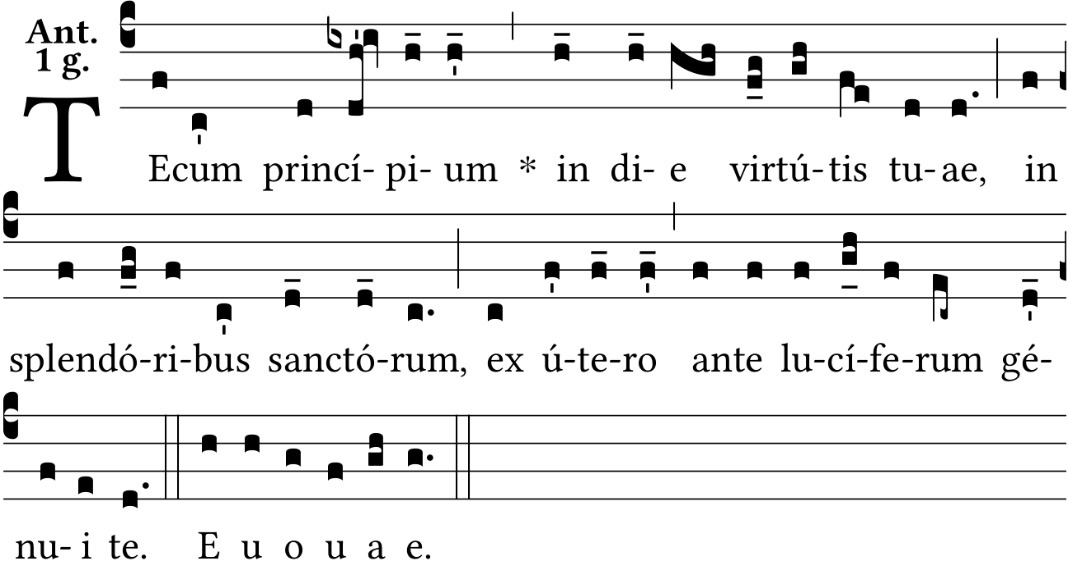 Ant.
1 g.
TEcum princí-pi-um * in di-e virtú-tis tu-ae, in
splendó-ri-bus sanctó-rum, ex ú-te-ro ante lu-cí-fe-rum gé-
nu-i te. E u o u a e.